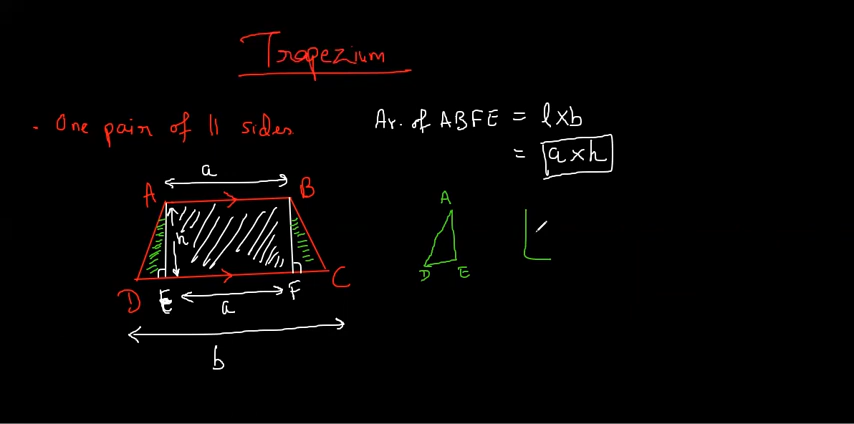 Trapezium
. One pair of || sides
Ar. of ABFE = l x b
= a x h
a
A
B
h
D
E
F
C
a
b
A
D
E